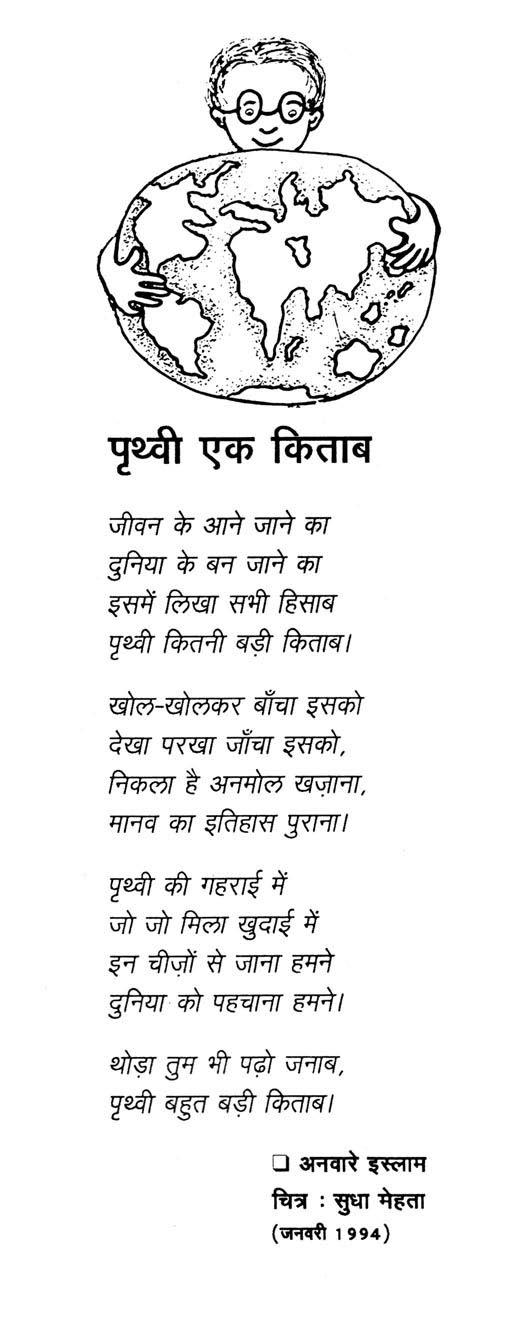 पृथ्वी एक किताब
जीवन के आने जाने का
दुनिया के बन जाने का
इसमें लिखा सभी हिसाब
पृथ्वी कितनी बड़ी किताब।
खोल-खोलकर बाँचा इसको
देखा परखा जाँचा इसको,
निकला है अनमोल खज़ाना,
मानव का इतिहास पुराना।
पृथ्वी की गहराई में
जो जो मिला खुदाई में
इन चीज़ों से जाना हमने
दुनिया को पहचाना हमने।
थोड़ा तुम भी पढ़ो जनाब,
पृथ्वी बहुत बड़ी किताब।
❑ अनवारे इस्लाम
चित्र : सुधा मेहता
(जनवरी 1994)